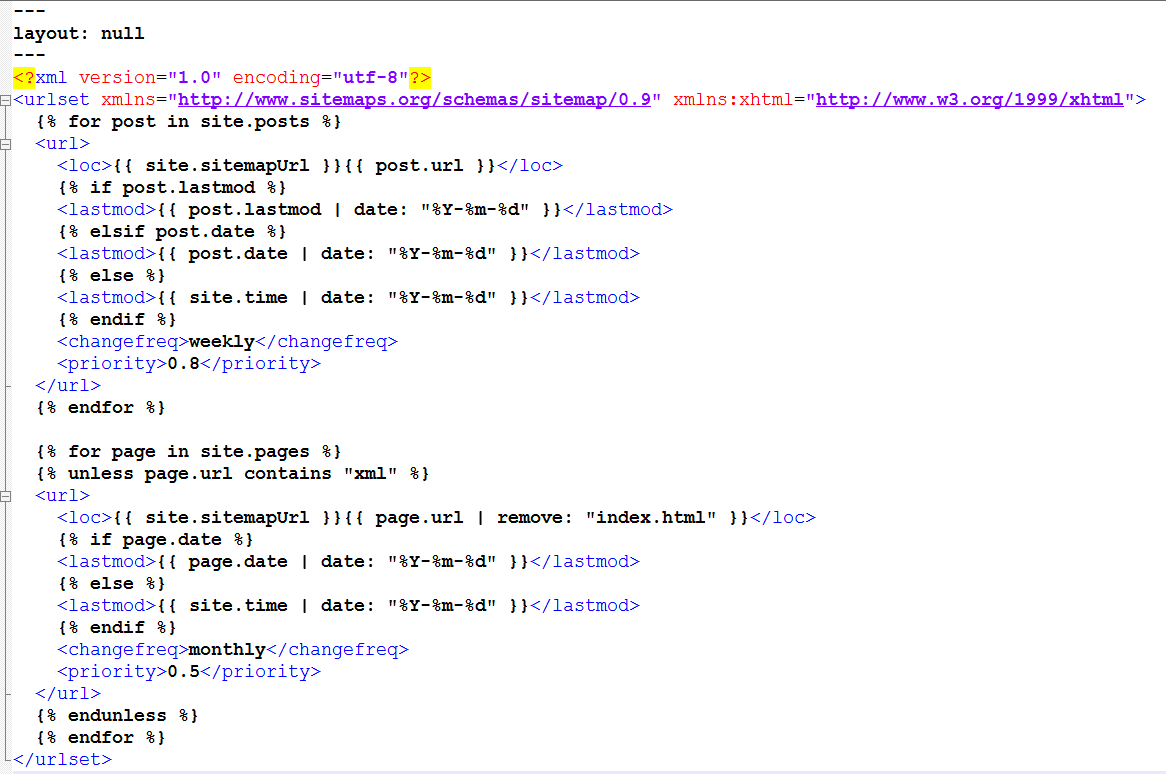 ---
layout: null
---
<?xml version="1.0" encoding="utf-8"?>
<urlset xmlns="http://www.sitemaps.org/schemas/sitemap/0.9" xmlns:xhtml="http://www.w3.org/1999/xhtml">
  {% for post in site.posts %}
  <url>
    <loc>{{ site.sitemapUrl }}{{ post.url }}</loc>
    {% if post.lastmod %}
    <lastmod>{{ post.lastmod | date: "%Y-%m-%d" }}</lastmod>
    {% elsif post.date %}
    <lastmod>{{ post.date | date: "%Y-%m-%d" }}</lastmod>
    {% else %}
    <lastmod>{{ site.time | date: "%Y-%m-%d" }}</lastmod>
    {% endif %}
    <changefreq>weekly</changefreq>
    <priority>0.8</priority>
  </url>
  {% endfor %}

  {% for page in site.pages %}
  {% unless page.url contains "xml" %}
  <url>
    <loc>{{ site.sitemapUrl }}{{ page.url | remove: "index.html" }}</loc>
    {% if page.date %}
    <lastmod>{{ page.date | date: "%Y-%m-%d" }}</lastmod>
    {% else %}
    <lastmod>{{ site.time | date: "%Y-%m-%d" }}</lastmod>
    {% endif %}
    <changefreq>monthly</changefreq>
    <priority>0.5</priority>
  </url>
  {% endunless %}
  {% endfor %}
</urlset>